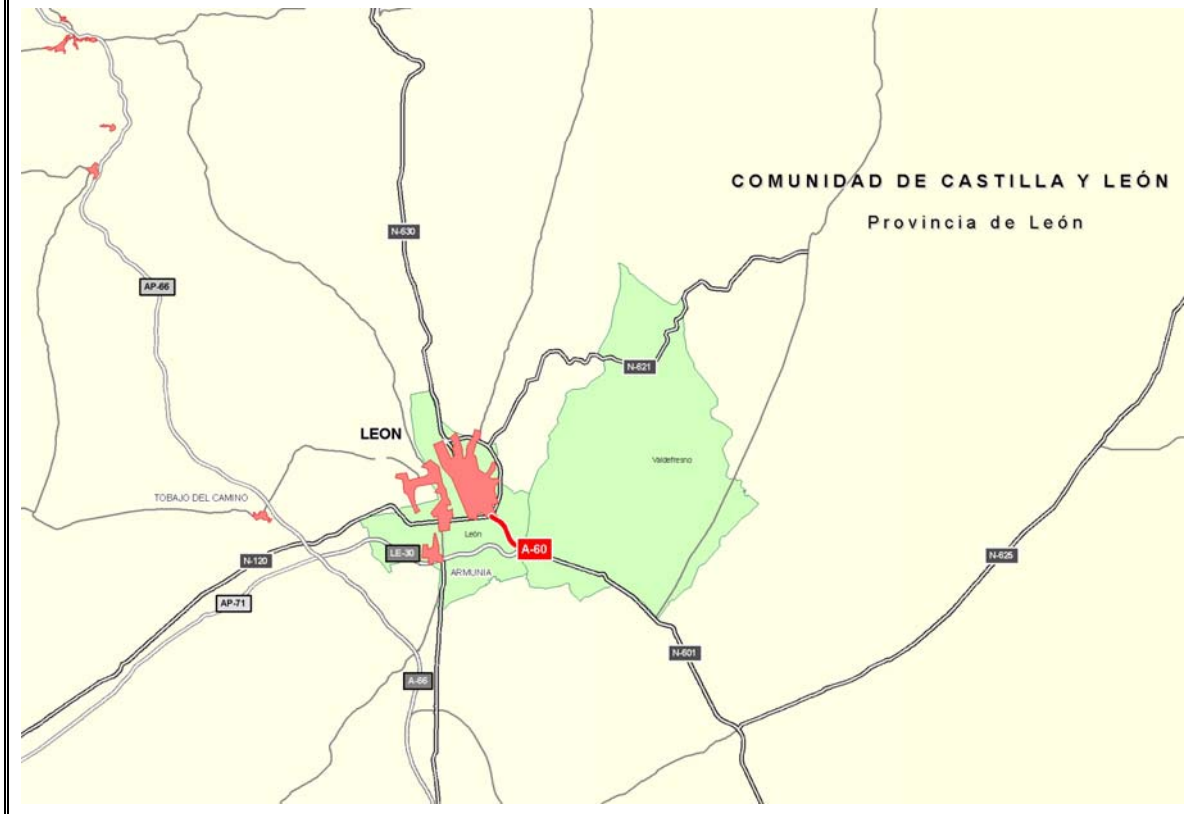 COMUNIDAD DE CASTILLA Y LEÓN
Provincia de León
N-630
AP-66
N-621
LEON
Valdefresno
TOBAJO DEL CAMINO
León
A-60
LE-30
N-120
ARMUNIA
N-625
AP-71
N-601
A-66